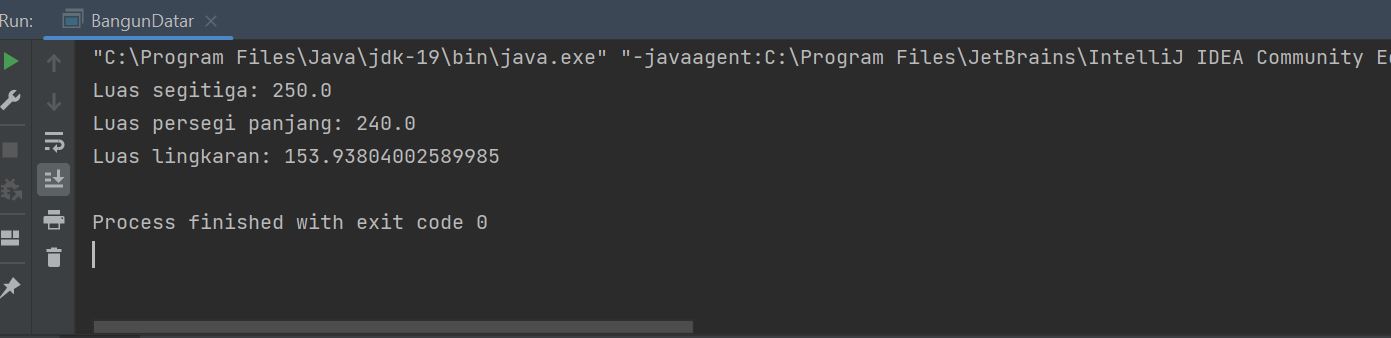 Run: BangunDatar
"C:\Program Files\Java\jdk-19\bin\java.exe" "-javaagent:C:\Program Files\JetBrains\IntelliJ IDEA Community
Luas segitiga: 250.0
Luas persegi panjang: 240.0
Luas lingkaran: 153.93804002589985
Process finished with exit code 0